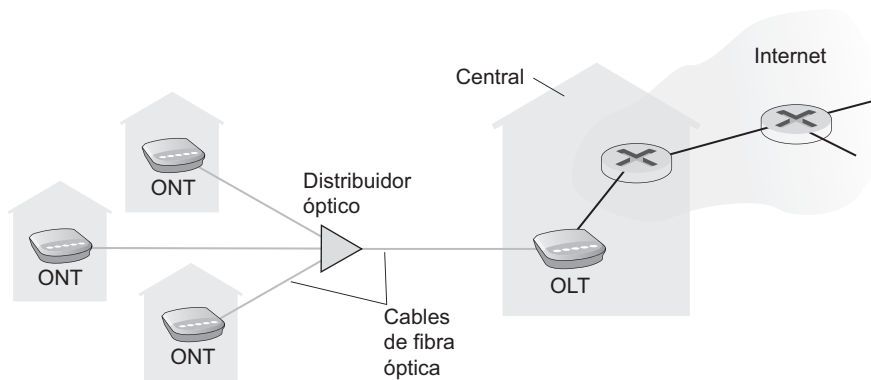 Internet
Central
ONT
Distribuidor
óptico
ONT
OLT
ONT
Cables
de fibra
óptica